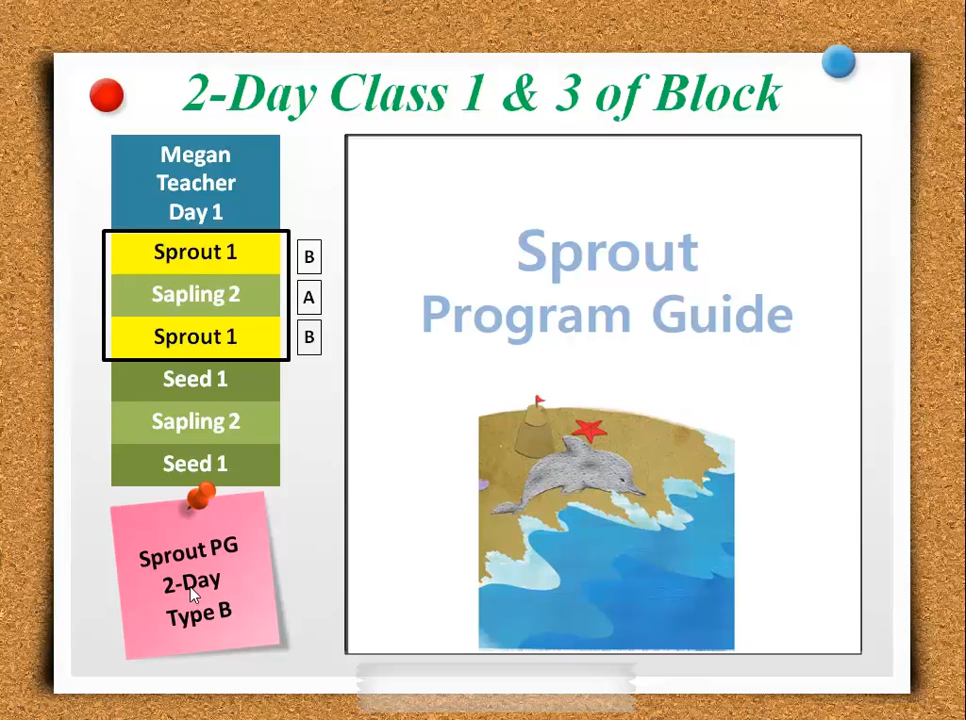 2-Day Class 1 & 3 of Block
Megan
Teacher
Day 1
Sprout 1
B
Sapling 2
A
Sprout 1
B
Seed 1
Sapling 2
Seed 1
Sprout PG
2-Day
Type B
Sprout
Program Guide